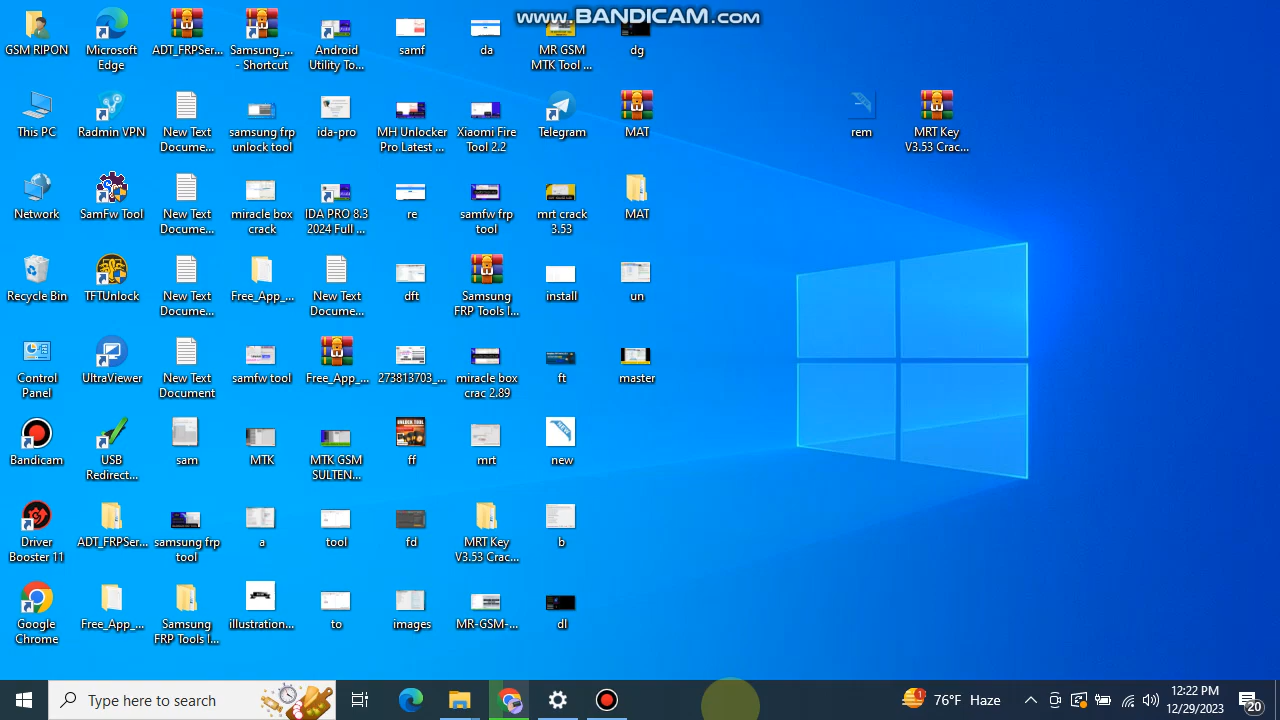 www.BANDICAM.com
GSM RIPON
Microsoft
Edge
ADT_FRPSer...
Samsung_...
- Shortcut
Android
Utility To...
samf
da
MR GSM
MTK Tool ...
dg
This PC
Radmin VPN
New Text
Docume...
samsung frp
unlock tool
ida-pro
MH Unlocker
Pro Latest ...
Xiaomi Fire
Tool 2.2
Telegram
MAT
rem
MRT Key
V3.53 Crac...
Network
SamFw Tool
New Text
Docume...
miracle box
crack
IDA PRO 8.3
2024 Full ...
re
samfw frp
tool
mrt crack
3.53
MAT
Recycle Bin
TFTUnlock
New Text
Docume...
Free_App_...
New Text
Docume...
dft
Samsung
FRP Tools l...
install
un
Control
Panel
UltraViewer
New Text
Document
samfw tool
Free_App_...
273813703_...
miracle box
crac 2.89
ft
master
Bandicam
USB
Redirect...
sam
MTK
MTK GSM
SULTEN...
UNLOCK TOOL
ff
mrt
NEW
new
Driver
Booster 11
ADT_FRPSer...
samsung frp
tool
a
tool
fd
MRT Key
V3.53 Crac...
b
Google
Chrome
Free_App_...
Samsung
FRP Tools l...
illustration...
to
images
MR-GSM-...
dl
Type here to search
1
76°F Haze
12:22 PM
12/29/2023
20